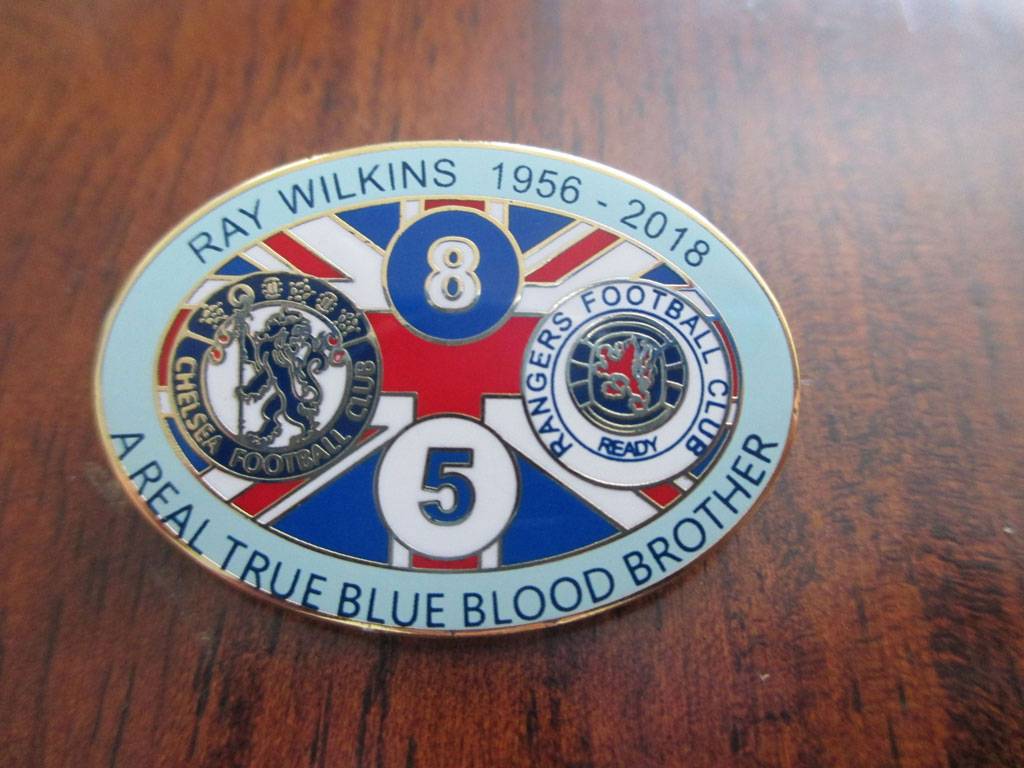 RAY WILKINS 1956 - 2018
8
CHELSEA FOOTBALL CLUB
RANGERS FOOTBALL CLUB
READY
5
A REAL TRUE BLUE BLOOD BROTHER